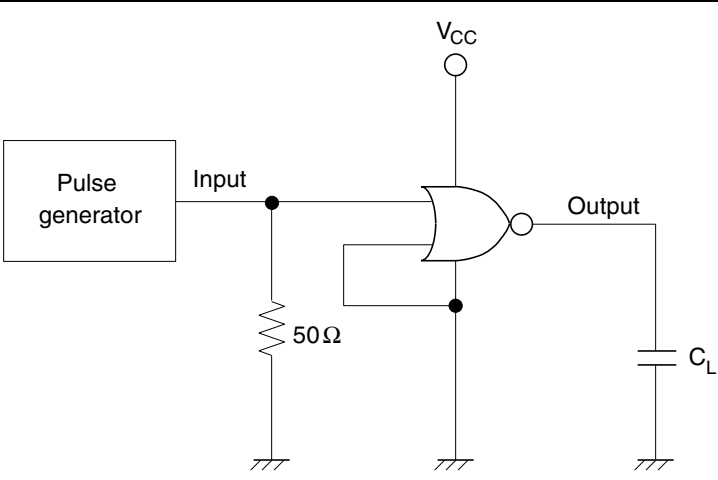 VCC
Pulse
generator
Input
Output
50Ω
CL